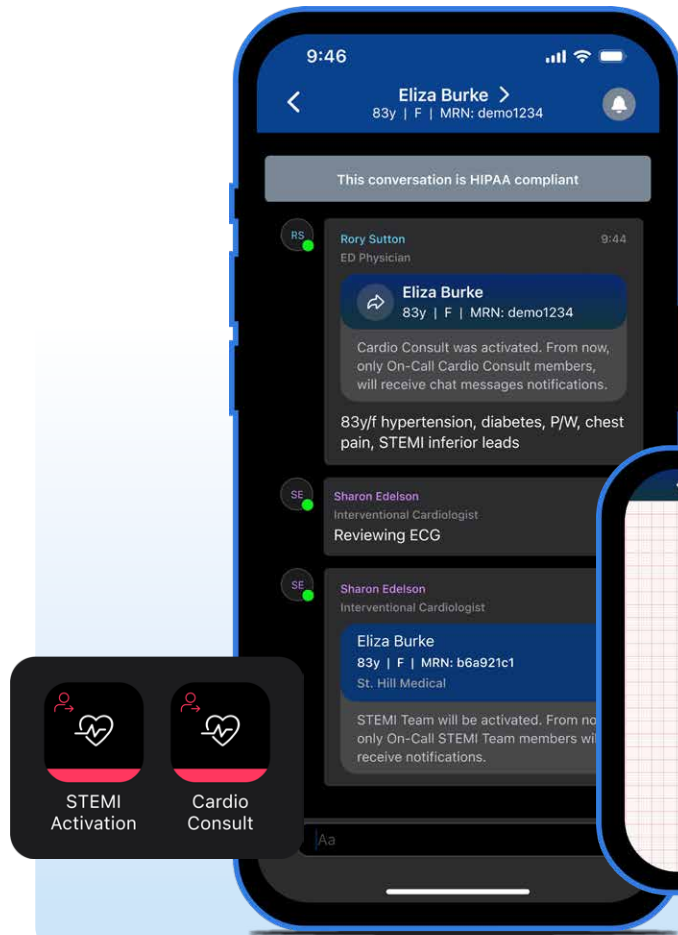 9:46
Eliza Burke >
83y | F | MRN: demo1234
This conversation is HIPAA compliant
RS
Rory Sutton
9:44
ED Physician
Eliza Burke
83y | F | MRN: demo1234
Cardio Consult was activated. From now,
only On-Call Cardio Consult members,
will receive chat messages notifications.
83y/f hypertension, diabetes, P/W, chest
pain, STEMI inferior leads
SE
Sharon Edelson
Interventional Cardiologist
Reviewing ECG
SE
Sharon Edelson
Interventional Cardiologist
Eliza Burke
83y | F | MRN: b6a921c1
St. Hill Medical
STEMI Team will be activated. From
only On-Call STEMI Team members
receive notifications.
Aa
STEMI
Activation
Cardio
Consult